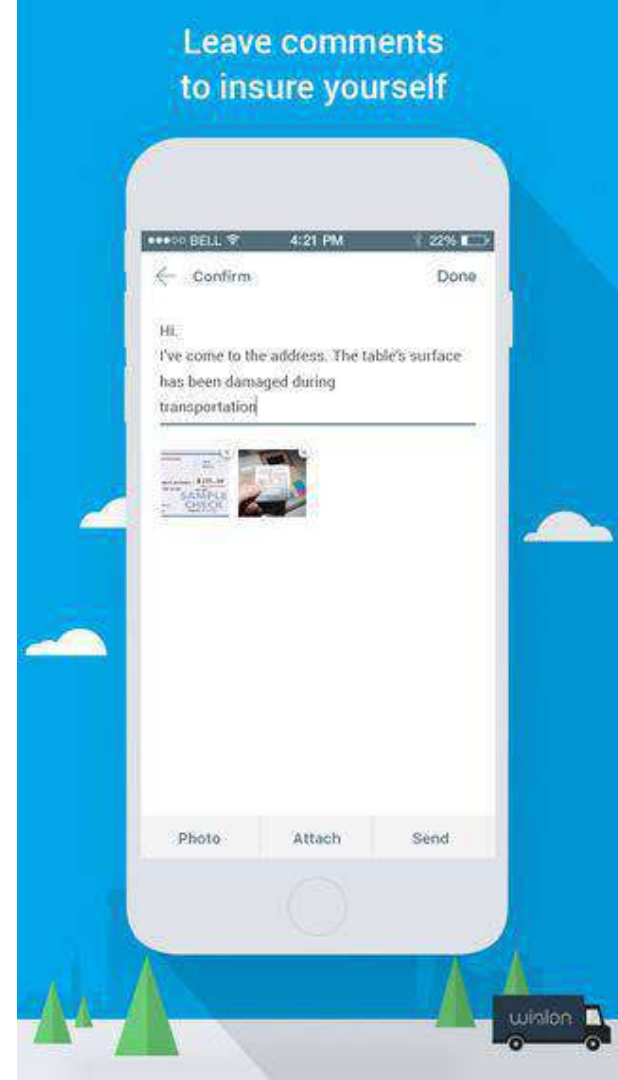 Leave comments
to insure yourself
BELL 4:21 PM 22%
Confirm Done
Hi,
I've come to the address. The table's surface
has been damaged during
transportation
SAMPLE
CHECK
Photo Attach Send
wialon